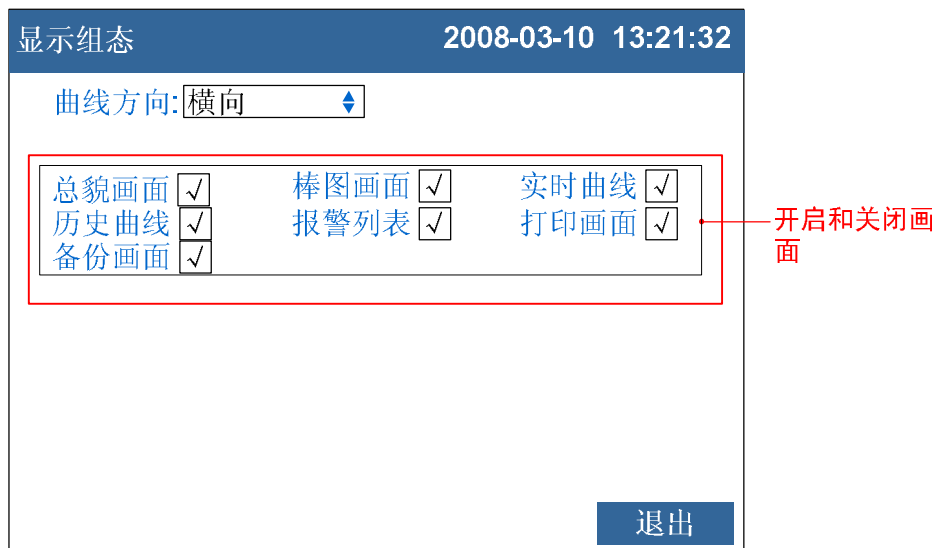 显示组态 2008-03-10 13:21:32
曲线方向: 横向
总貌画面 √ 棒图画面 √ 实时曲线 √
历史曲线 √ 报警列表 √ 打印画面 √
备份画面 √
开启和关闭画
面
退出